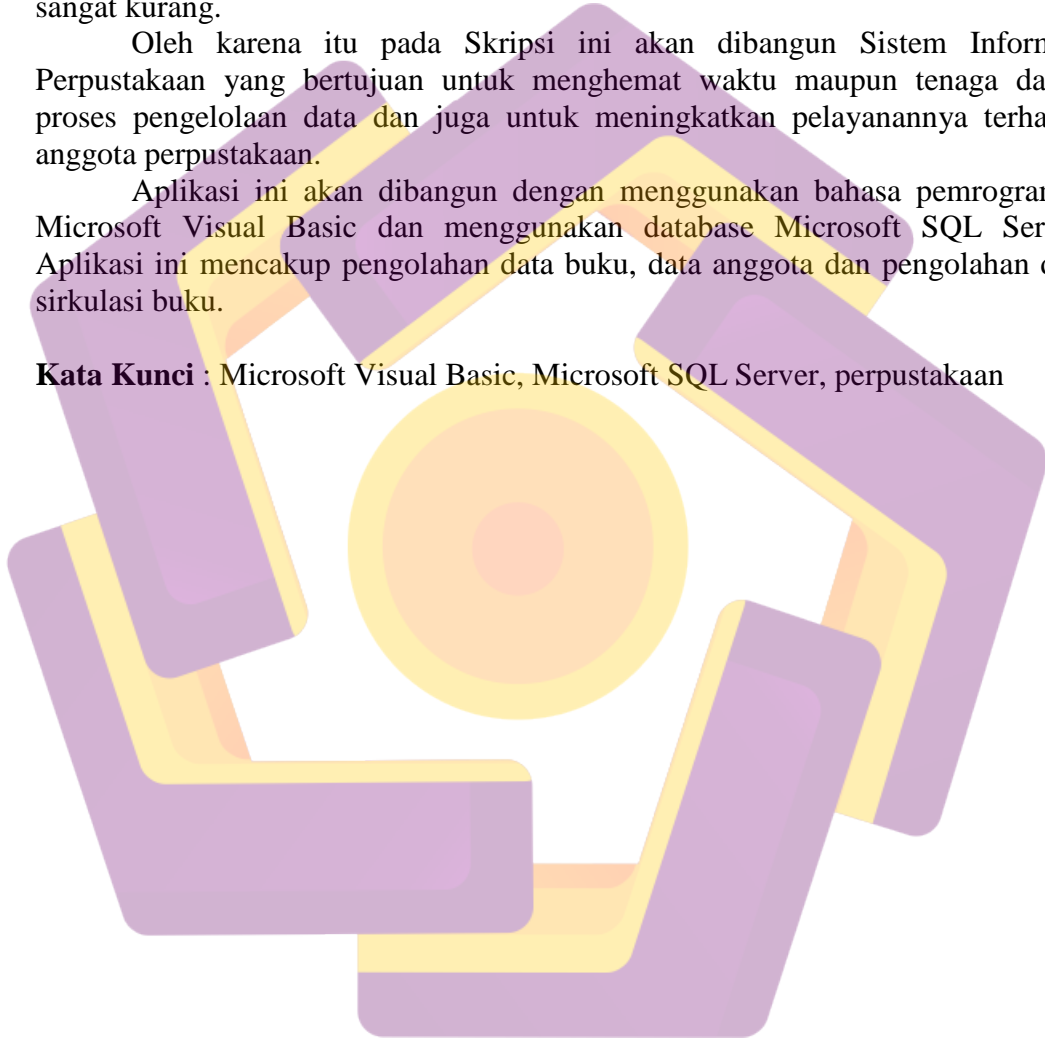 sangat kurang.
Oleh karena itu pada Skripsi ini akan dibangun Sistem Inform
Perpustakaan yang bertujuan untuk menghemat waktu maupun tenaga da
proses pengelolaan data dan juga untuk meningkatkan pelayanannya terha
anggota perpustakaan.
Aplikasi ini akan dibangun dengan menggunakan bahasa pemrogran
Microsoft Visual Basic dan menggunakan database Microsoft SQL Ser
Aplikasi ini mencakup pengolahan data buku, data anggota dan pengolahan
sirkulasi buku.
Kata Kunci : Microsoft Visual Basic, Microsoft SQL Server, perpustakaan